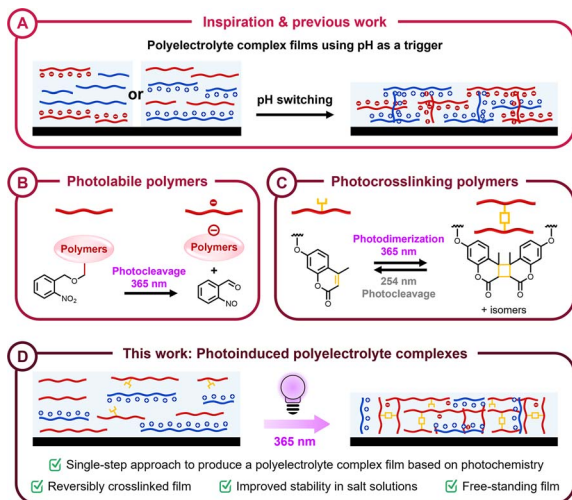 A
Inspiration & previous work
Polyelectrolyte complex films using pH as a trigger
or
pH switching
B
Photolabile polymers
Polymers
O
NO₂
Photocleavage
365 nm
⊖
Polymers
+
O
NO
C
Photocrosslinking polymers
Photodimerization
365 nm
254 nm
Photocleavage
O
O
O
O
O
O
O
O
O
+ isomers
D
This work: Photoinduced polyelectrolyte complexes
365 nm
Single-step approach to produce a polyelectrolyte complex film based on photochemistry
Reversibly crosslinked film
Improved stability in salt solutions
Free-standing film